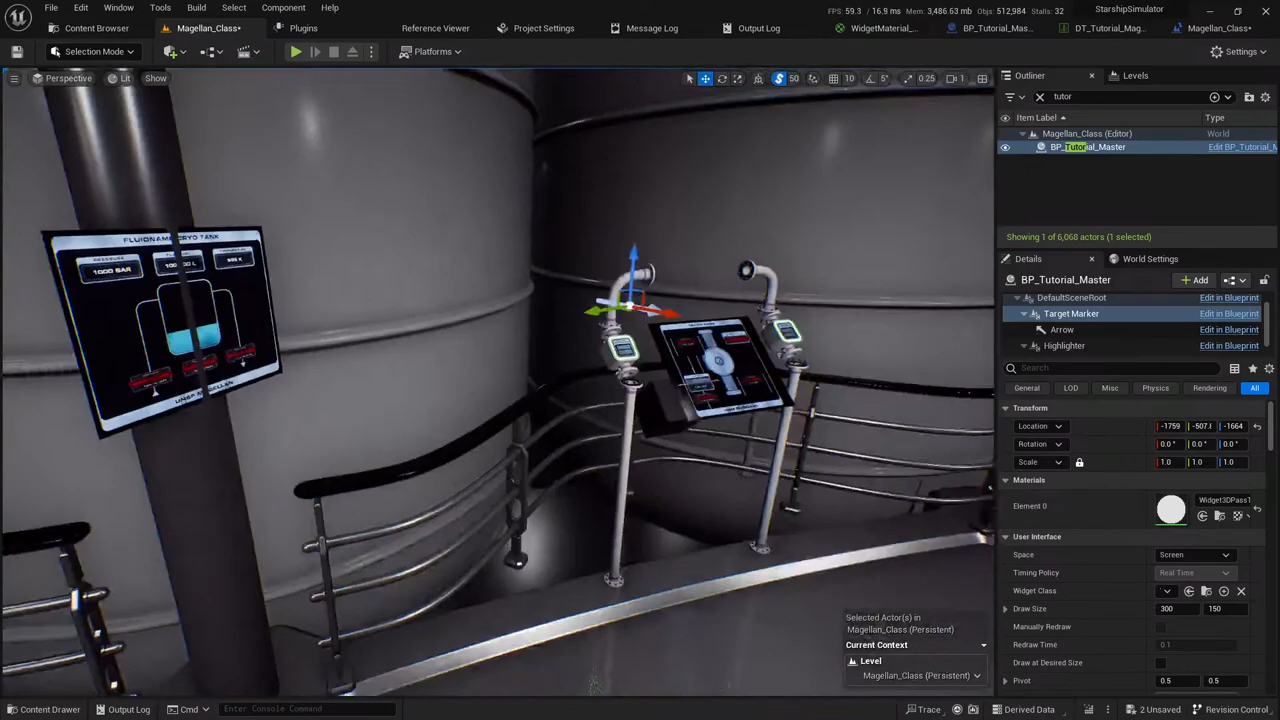 File Edit Window Tools Build Select Component Help
FPS: 59.3 / 16.9 ms Mem: 3,486.63 mb Objs: 512,984 Stalls: 32
StarshipSimulator
Content Browser Magellan_Class* Plugins Reference Viewer Project Settings Message Log Output Log WidgetMaterial_... BP_Tutorial_Mas... DT_Tutorial_Mag... Magellan_Class*
Selection Mode Platforms Settings
Perspective Lit Show 50 10 5° 0.25 1
Outliner Levels
tutor
Item Label Type
Magellan_Class (Editor) World
BP_Tutorial_Master Edit BP_Tutorial_M
Showing 1 of 6,068 actors (1 selected)
Details World Settings
BP_Tutorial_Master Add
DefaultSceneRoot Edit in Blueprint
Target Marker Edit in Blueprint
Arrow Edit in Blueprint
Highlighter Edit in Blueprint
Search
General LOD Misc Physics Rendering All
Transform
Location -1759 -507.8 -1664
Rotation 0.0 ° 0.0 ° 0.0 °
Scale 1.0 1.0 1.0
Materials
Element 0 Widget3DPassT
User Interface
Space Screen
Timing Policy Real Time
Widget Class
Draw Size 300 150
Manually Redraw
Redraw Time 0.1
Draw at Desired Size
Pivot 0.5 0.5
CRYO TANK
PRESSURE
1000 BAR
Selected Actor(s) in
Magellan_Class (Persistent)
Current Context
Level
Magellan_Class (Persistent)
Content Drawer Output Log Cmd Enter Console Command Trace Derived Data 2 Unsaved Revision Control